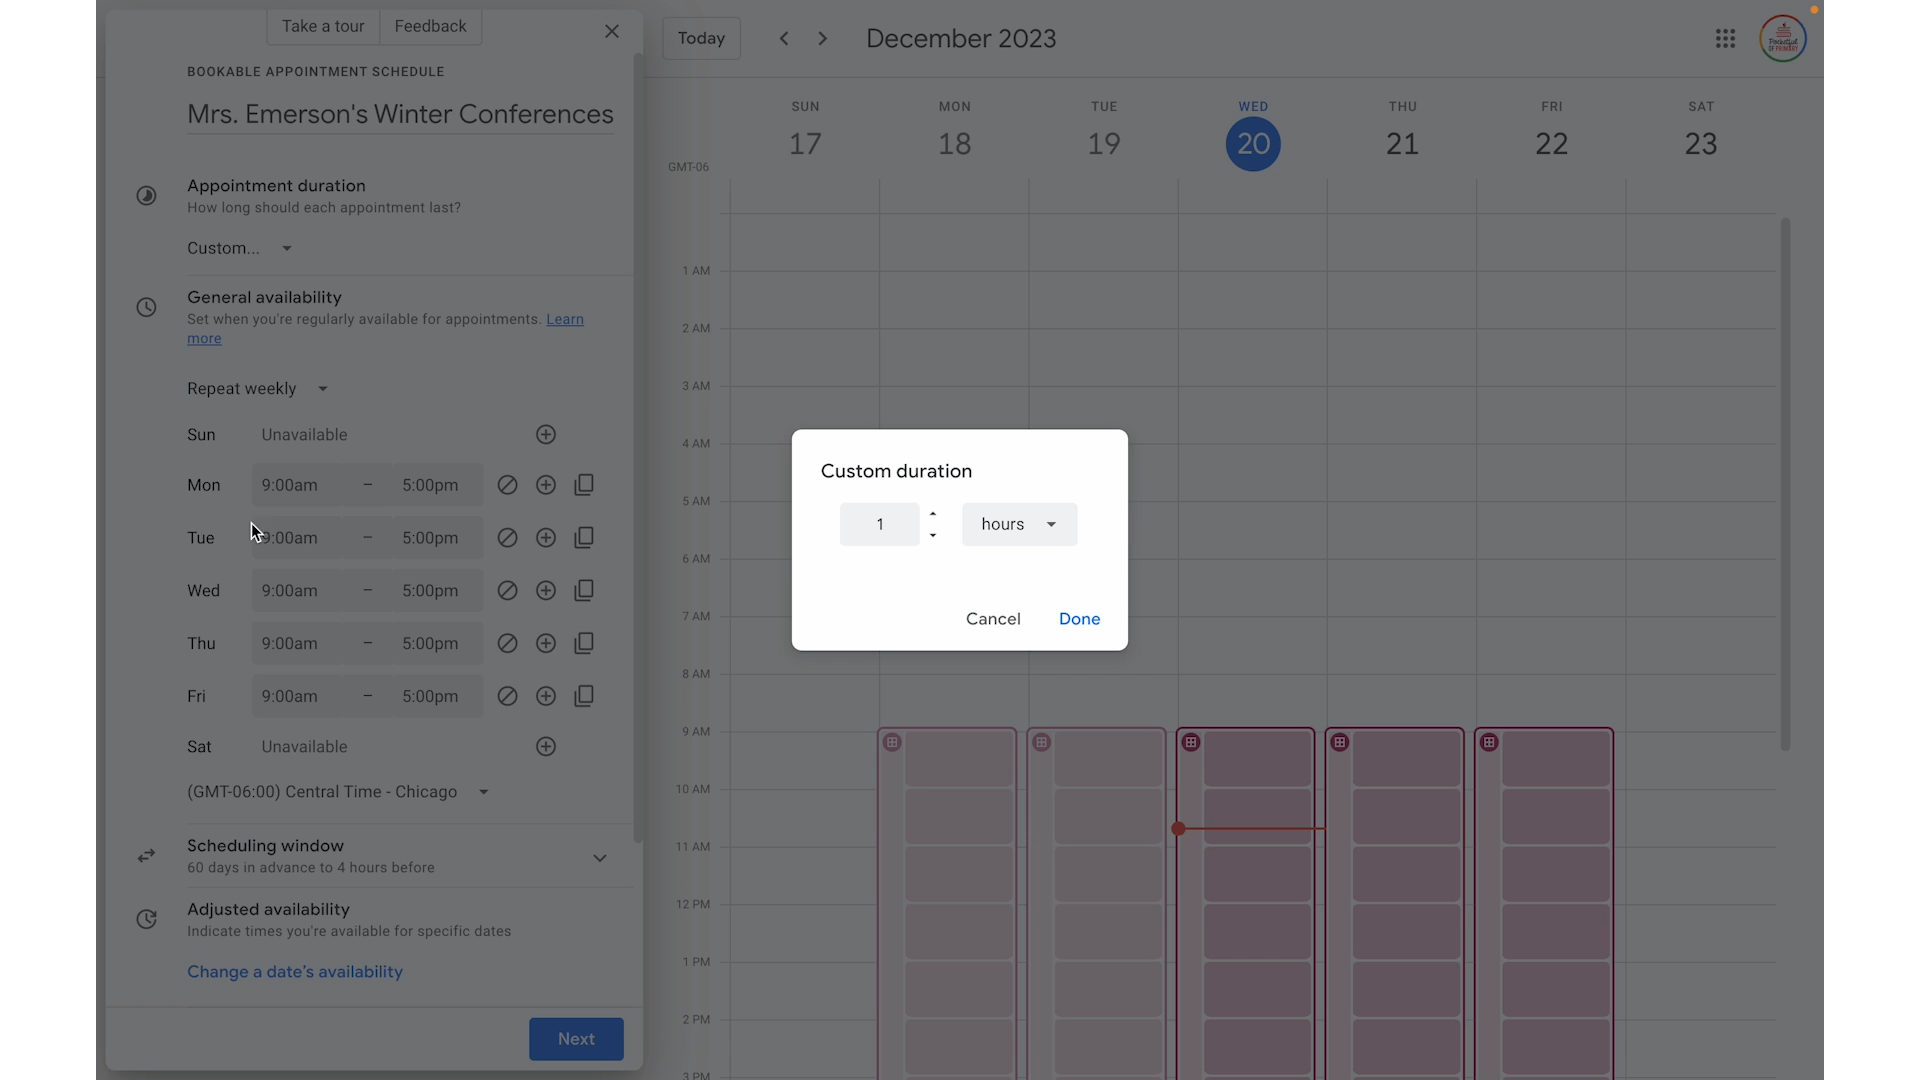 Take a tour
Feedback
BOOKABLE APPOINTMENT SCHEDULE
Mrs. Emerson's Winter Conferences
Appointment duration
How long should each appointment last?
Custom...
General availability
Set when you're regularly available for appointments. Learn
more
Repeat weekly
Sun Unavailable
Mon 9:00am – 5:00pm
Tue 9:00am – 5:00pm
Wed 9:00am – 5:00pm
Thu 9:00am – 5:00pm
Fri 9:00am – 5:00pm
Sat Unavailable
(GMT-06:00) Central Time - Chicago
Scheduling window
60 days in advance to 4 hours before
Adjusted availability
Indicate times you're available for specific dates
Change a date's availability
Next
Today
December 2023
Pocketful
OF PRIMARY
SUN MON TUE WED THU FRI SAT
17 18 19 20 21 22 23
GMT-06
1 AM
2 AM
3 AM
4 AM
5 AM
6 AM
7 AM
8 AM
9 AM
10 AM
11 AM
12 PM
1 PM
2 PM
3 PM
Custom duration
1 hours
Cancel Done